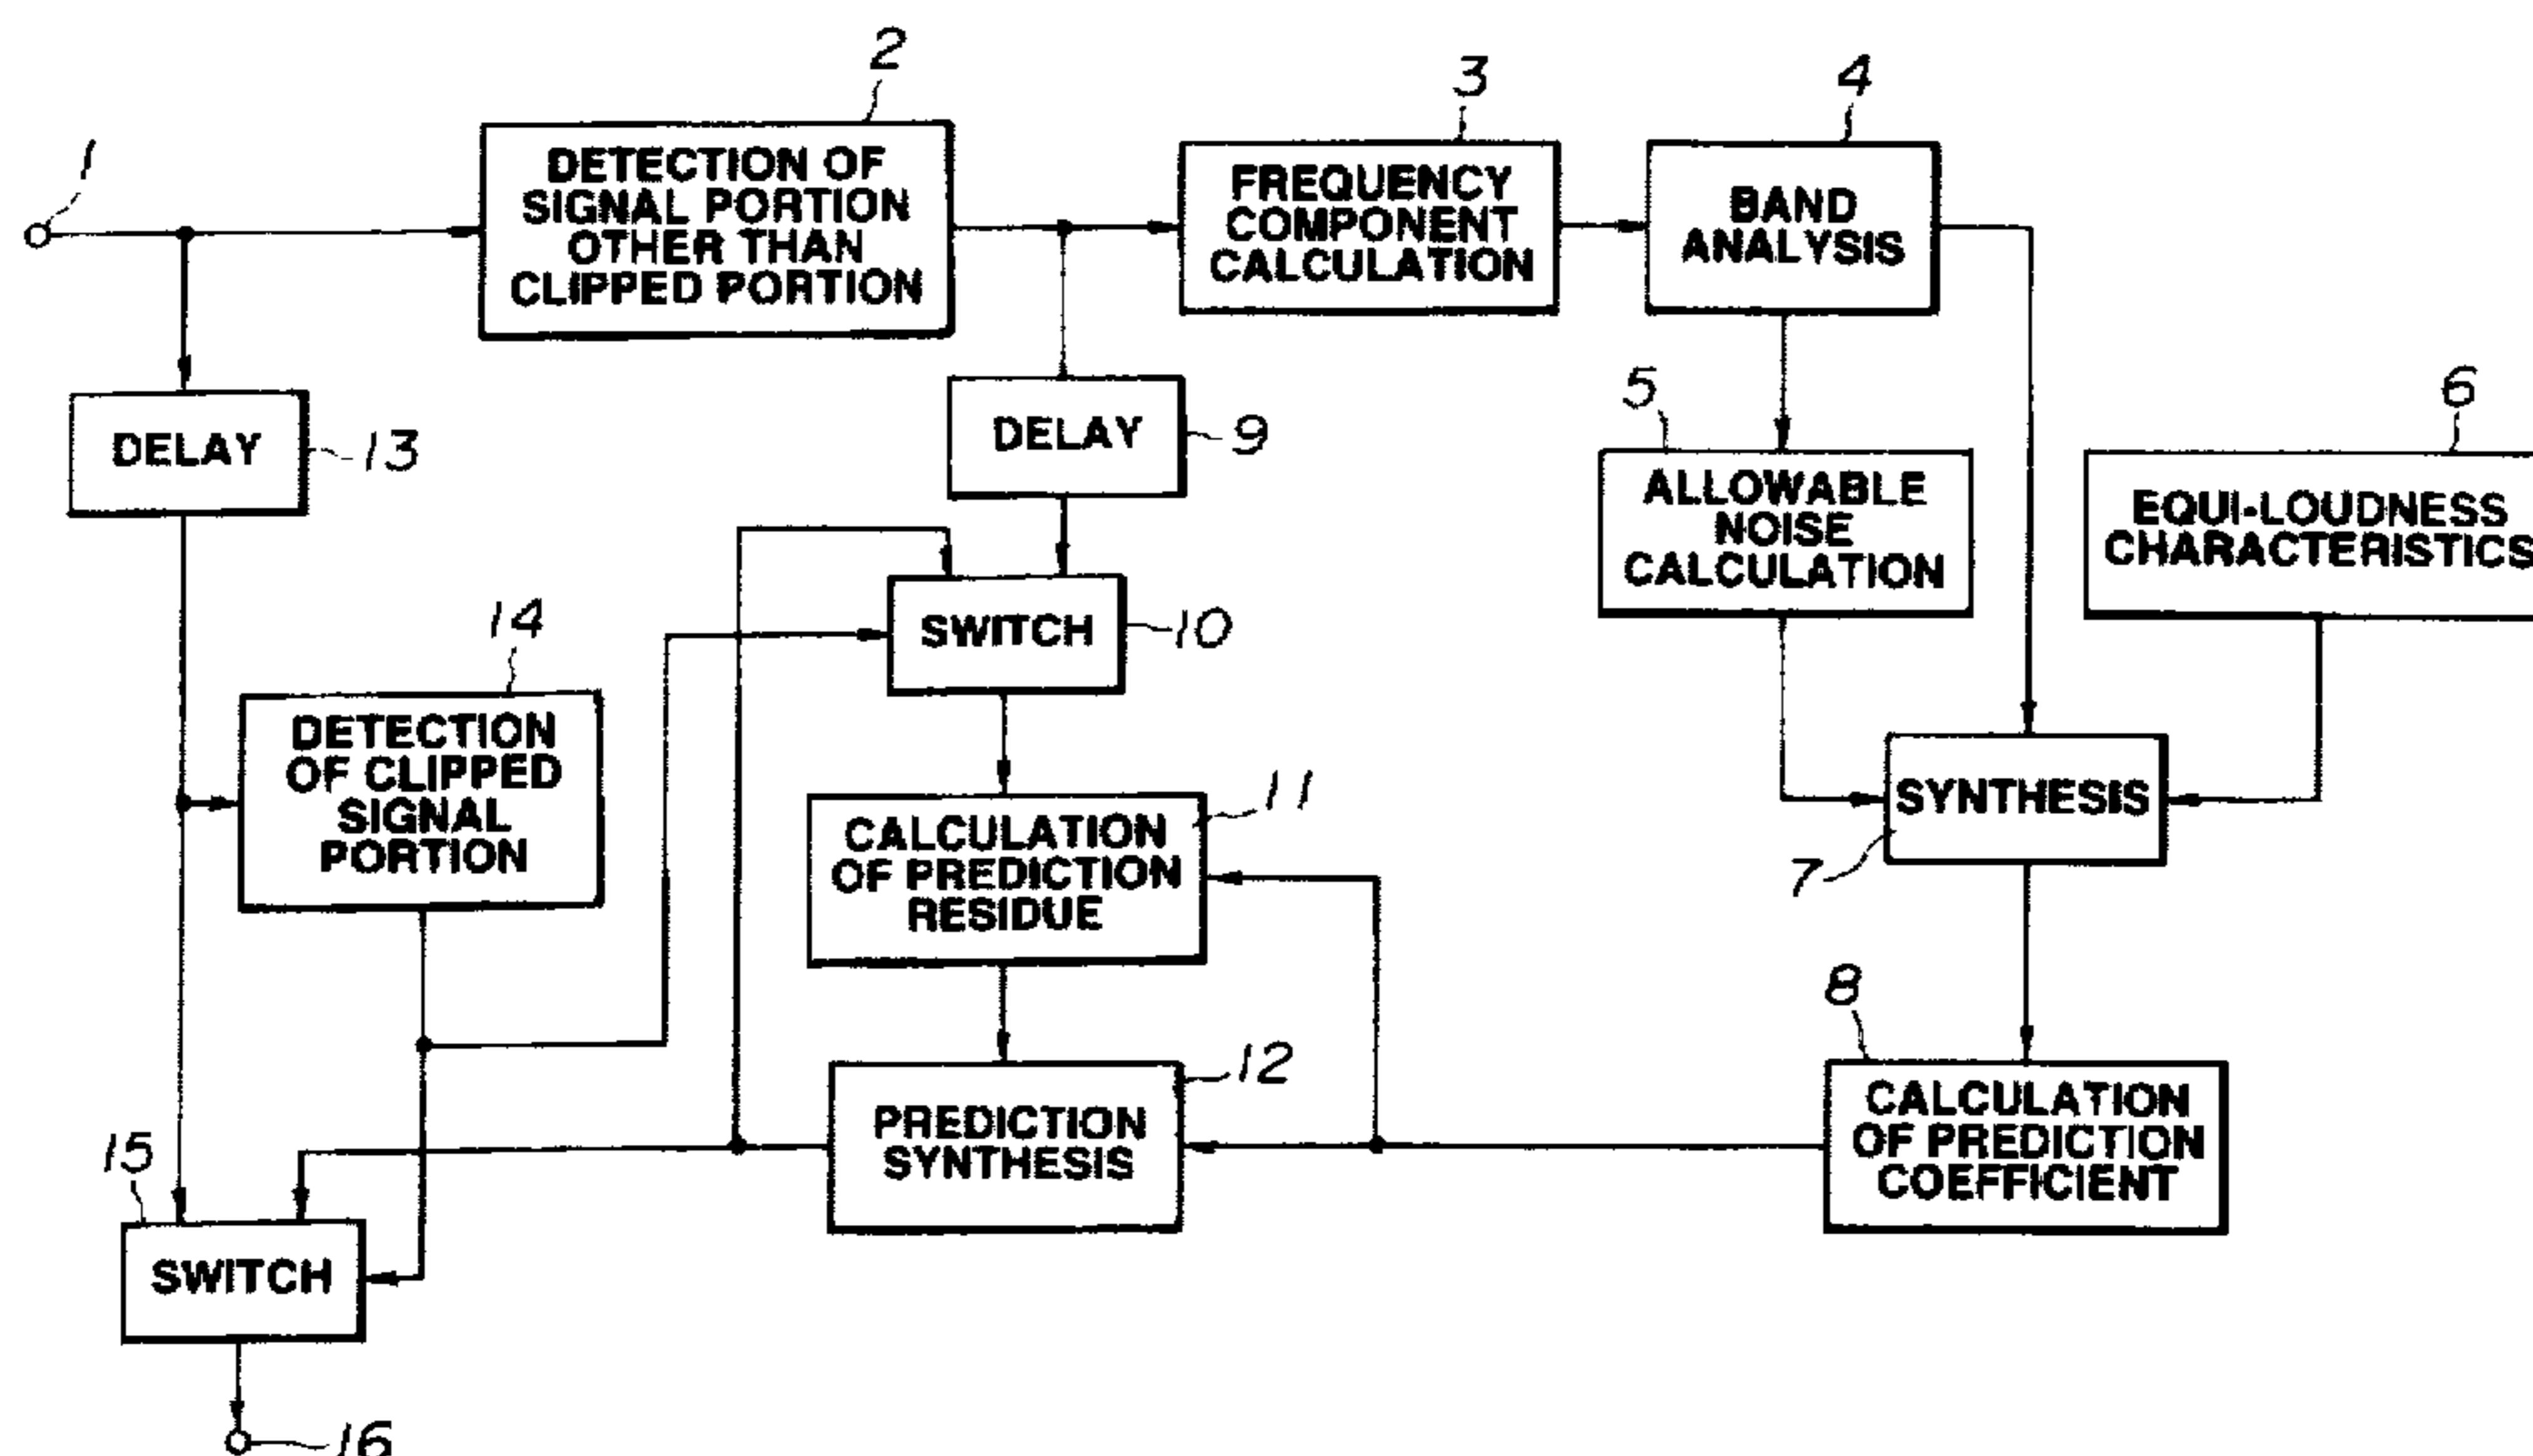 2
3
4
1
DETECTION OF
SIGNAL PORTION
OTHER THAN
CLIPPED PORTION
FREQUENCY
COMPONENT
CALCULATION
BAND
ANALYSIS
5
6
DELAY
13
DELAY
9
ALLOWABLE
NOISE
CALCULATION
EQUI-LOUDNESS
CHARACTERISTICS
14
SWITCH
10
DETECTION
OF CLIPPED
SIGNAL
PORTION
11
SYNTHESIS
7
CALCULATION
OF PREDICTION
RESIDUE
8
12
15
PREDICTION
SYNTHESIS
CALCULATION
OF PREDICTION
COEFFICIENT
SWITCH
16